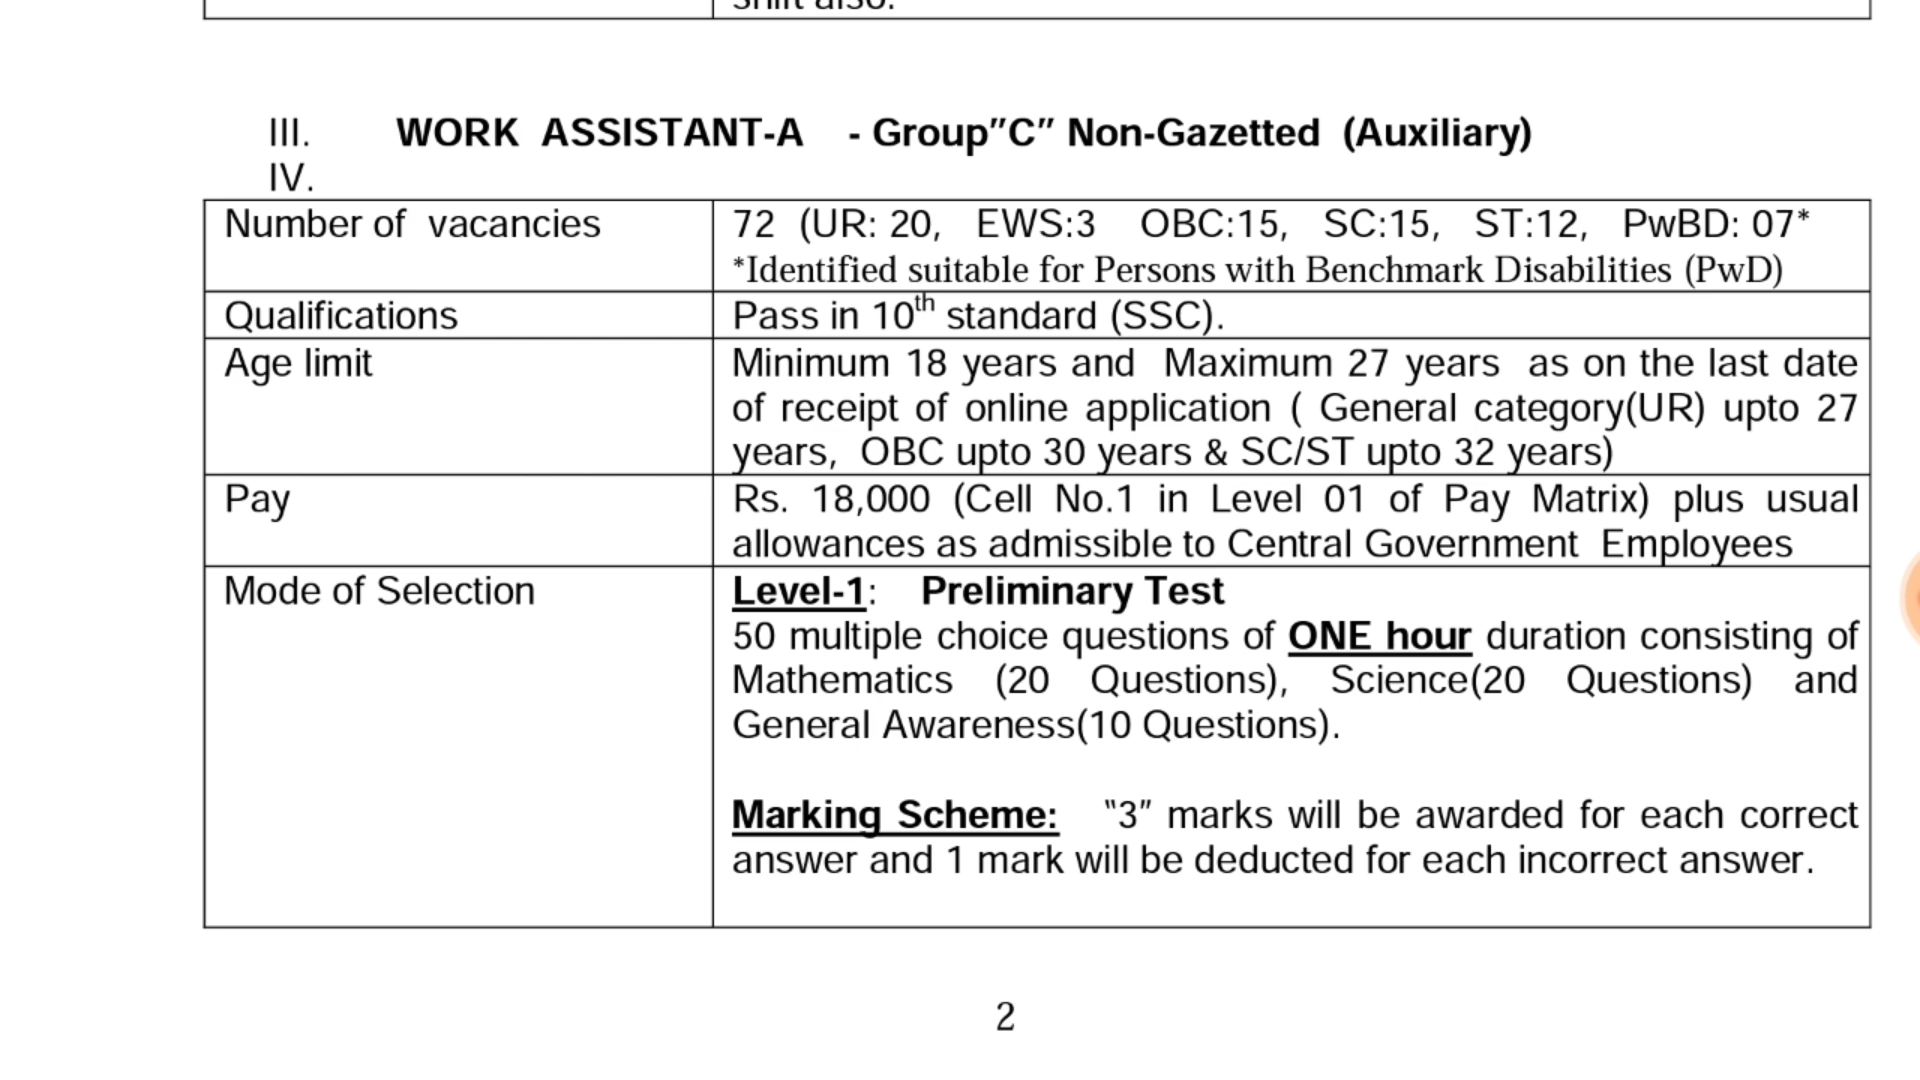 shift also.
III. WORK ASSISTANT-A - Group"C" Non-Gazetted (Auxiliary)
IV.
Number of vacancies
72 (UR: 20, EWS:3 OBC:15, SC:15, ST:12, PwBD: 07*
*Identified suitable for Persons with Benchmark Disabilities (PwD)
Qualifications
Pass in 10th standard (SSC).
Age limit
Minimum 18 years and Maximum 27 years as on the last date
of receipt of online application ( General category(UR) upto 27
years, OBC upto 30 years & SC/ST upto 32 years)
Pay
Rs. 18,000 (Cell No.1 in Level 01 of Pay Matrix) plus usual
allowances as admissible to Central Government Employees
Mode of Selection
Level-1: Preliminary Test
50 multiple choice questions of ONE hour duration consisting of
Mathematics (20 Questions), Science(20 Questions) and
General Awareness(10 Questions).
Marking Scheme: "3" marks will be awarded for each correct
answer and 1 mark will be deducted for each incorrect answer.
2